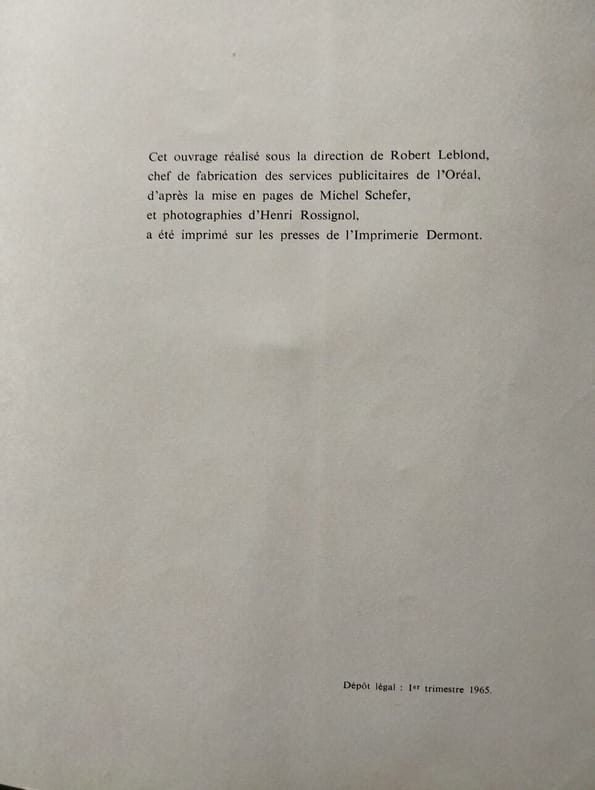 Cet ouvrage réalisé sous la direction de Robert Leblond,
chef de fabrication des services publicitaires de l'Oréal,
d'après la mise en pages de Michel Schefer,
et photographies d'Henri Rossignol,
a été imprimé sur les presses de l'Imprimerie Dermont.
Dépôt légal : 1er trimestre 1965.